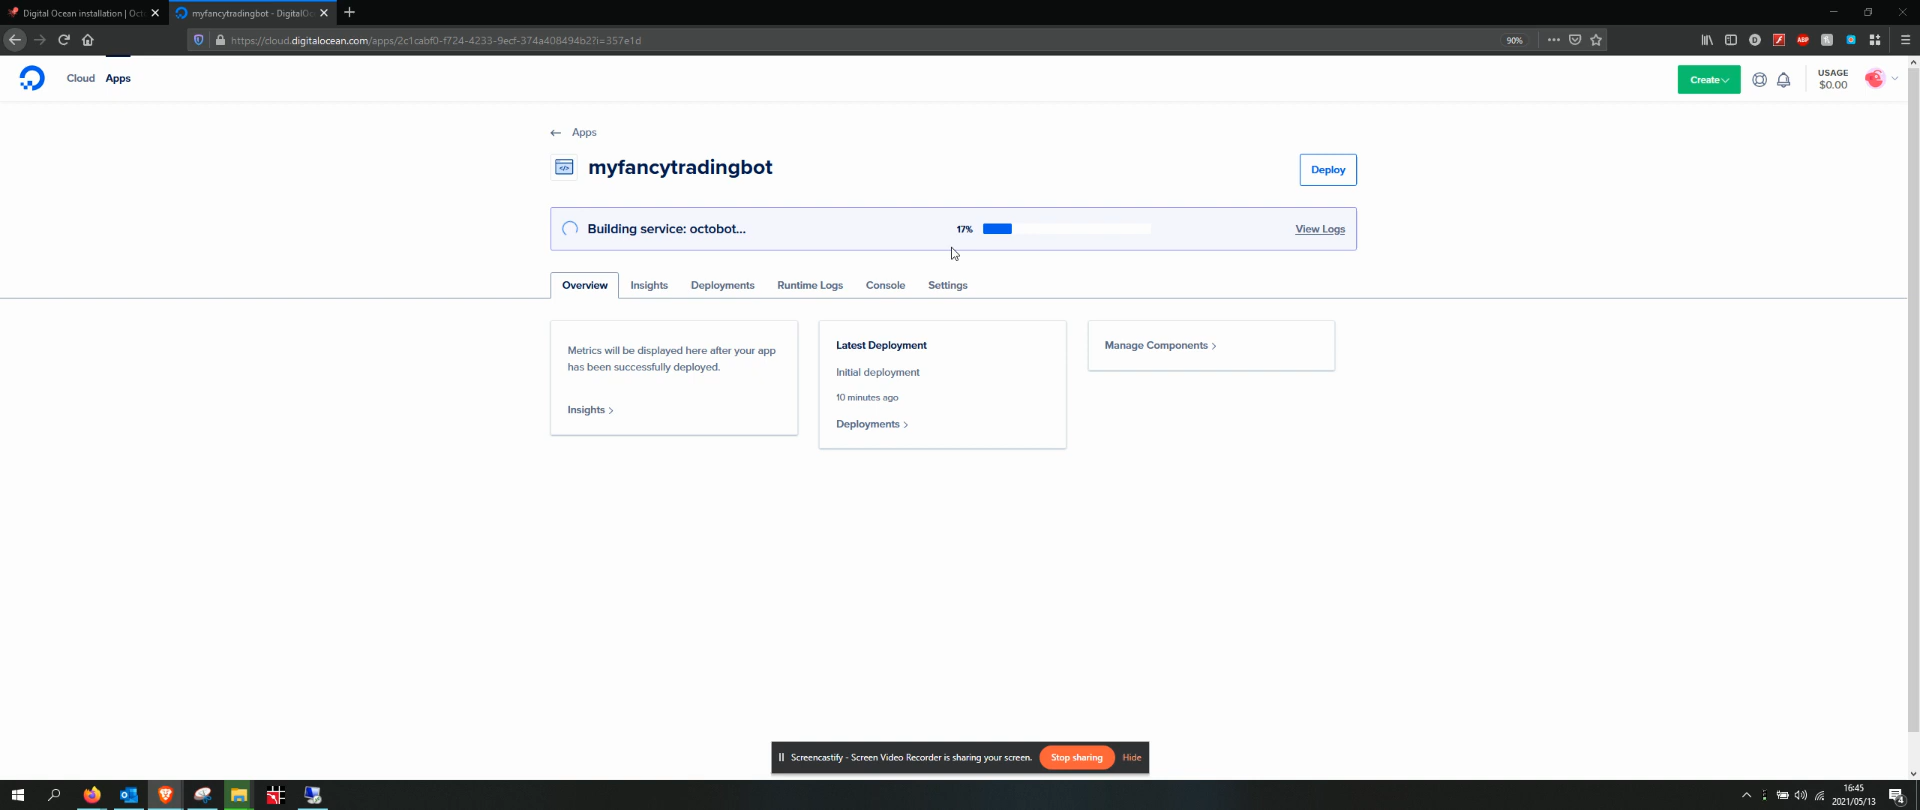 Digital Ocean installation | Oct
myfancytradingbot - DigitalO
https://cloud.digitalocean.com/apps/2c1cabf0-f724-4233-9ecf-374a408494b2?i=357e1d
90%
ABP
Cloud
Apps
Create
USAGE
$0.00
Apps
myfancytradingbot
Deploy
Building service: octobot...
17%
View Logs
Overview
Insights
Deployments
Runtime Logs
Console
Settings
Metrics will be displayed here after your app
has been successfully deployed.
Insights >
Latest Deployment
Initial deployment
10 minutes ago
Deployments >
Manage Components >
Screencastify - Screen Video Recorder is sharing your screen.
Stop sharing
Hide
16:45
2021/05/13
4